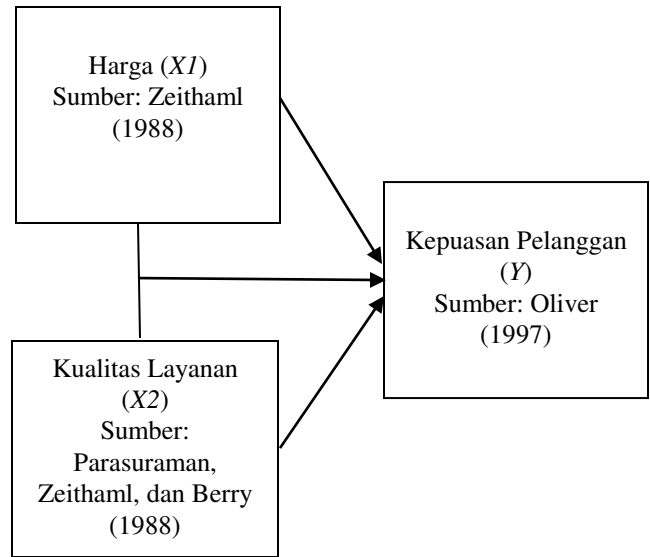 Harga (X1)
Sumber: Zeithaml
(1988)
Kepuasan Pelanggan
(Y)
Sumber: Oliver
(1997)
Kualitas Layanan
(X2)
Sumber:
Parasuraman,
Zeithaml, dan Berry
(1988)